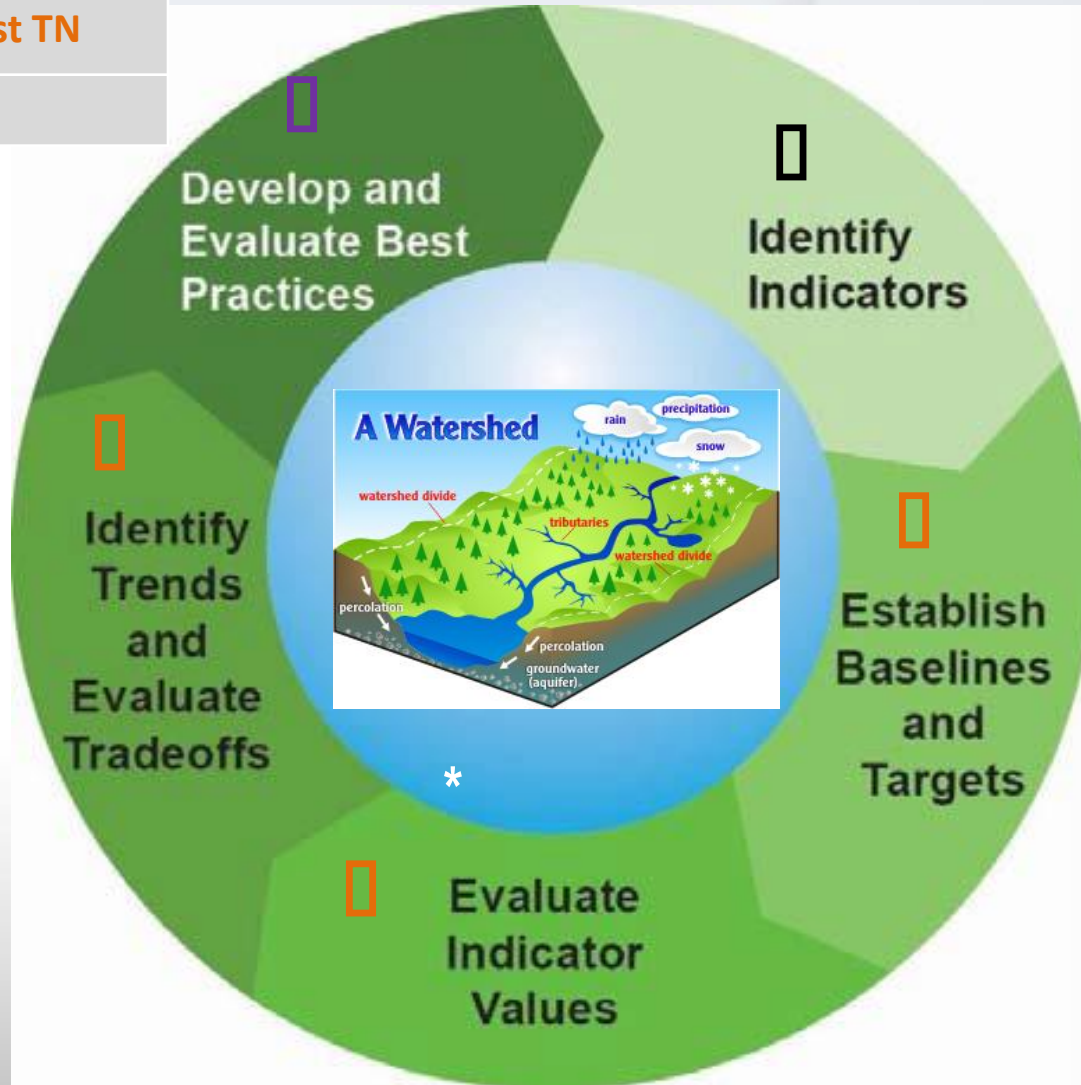 st TN
Develop and
Evaluate Best
Practices
Identify
Indicators
Establish
Baselines
and
Targets
Evaluate
Indicator
Values
Identify
Trends
and
Evaluate
Tradeoffs
A Watershed
rain
precipitation
snow
watershed divide
tributaries
watershed divide
percolation
percolation
groundwater
(aquifer)
*